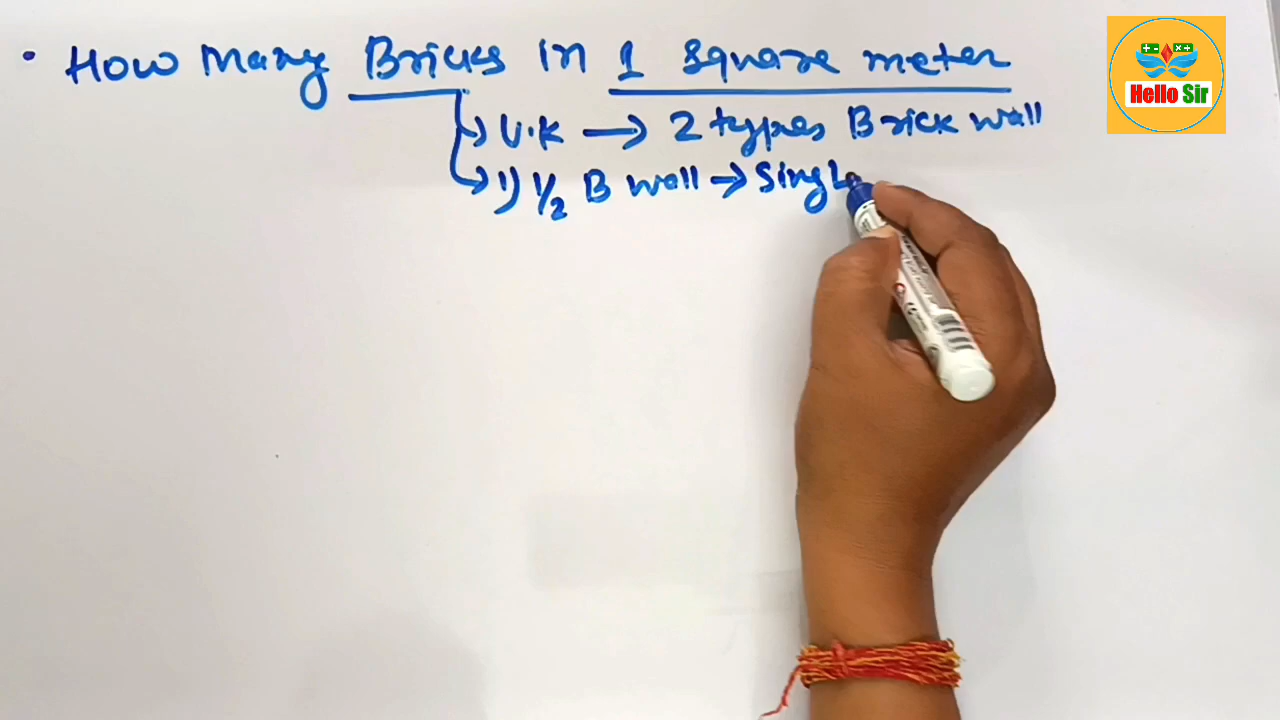 • How Many Bricks in 1 square meter
→ U.K → 2 types Brick wall
→ 1) 1/2 B wall → Singl
Hello Sir